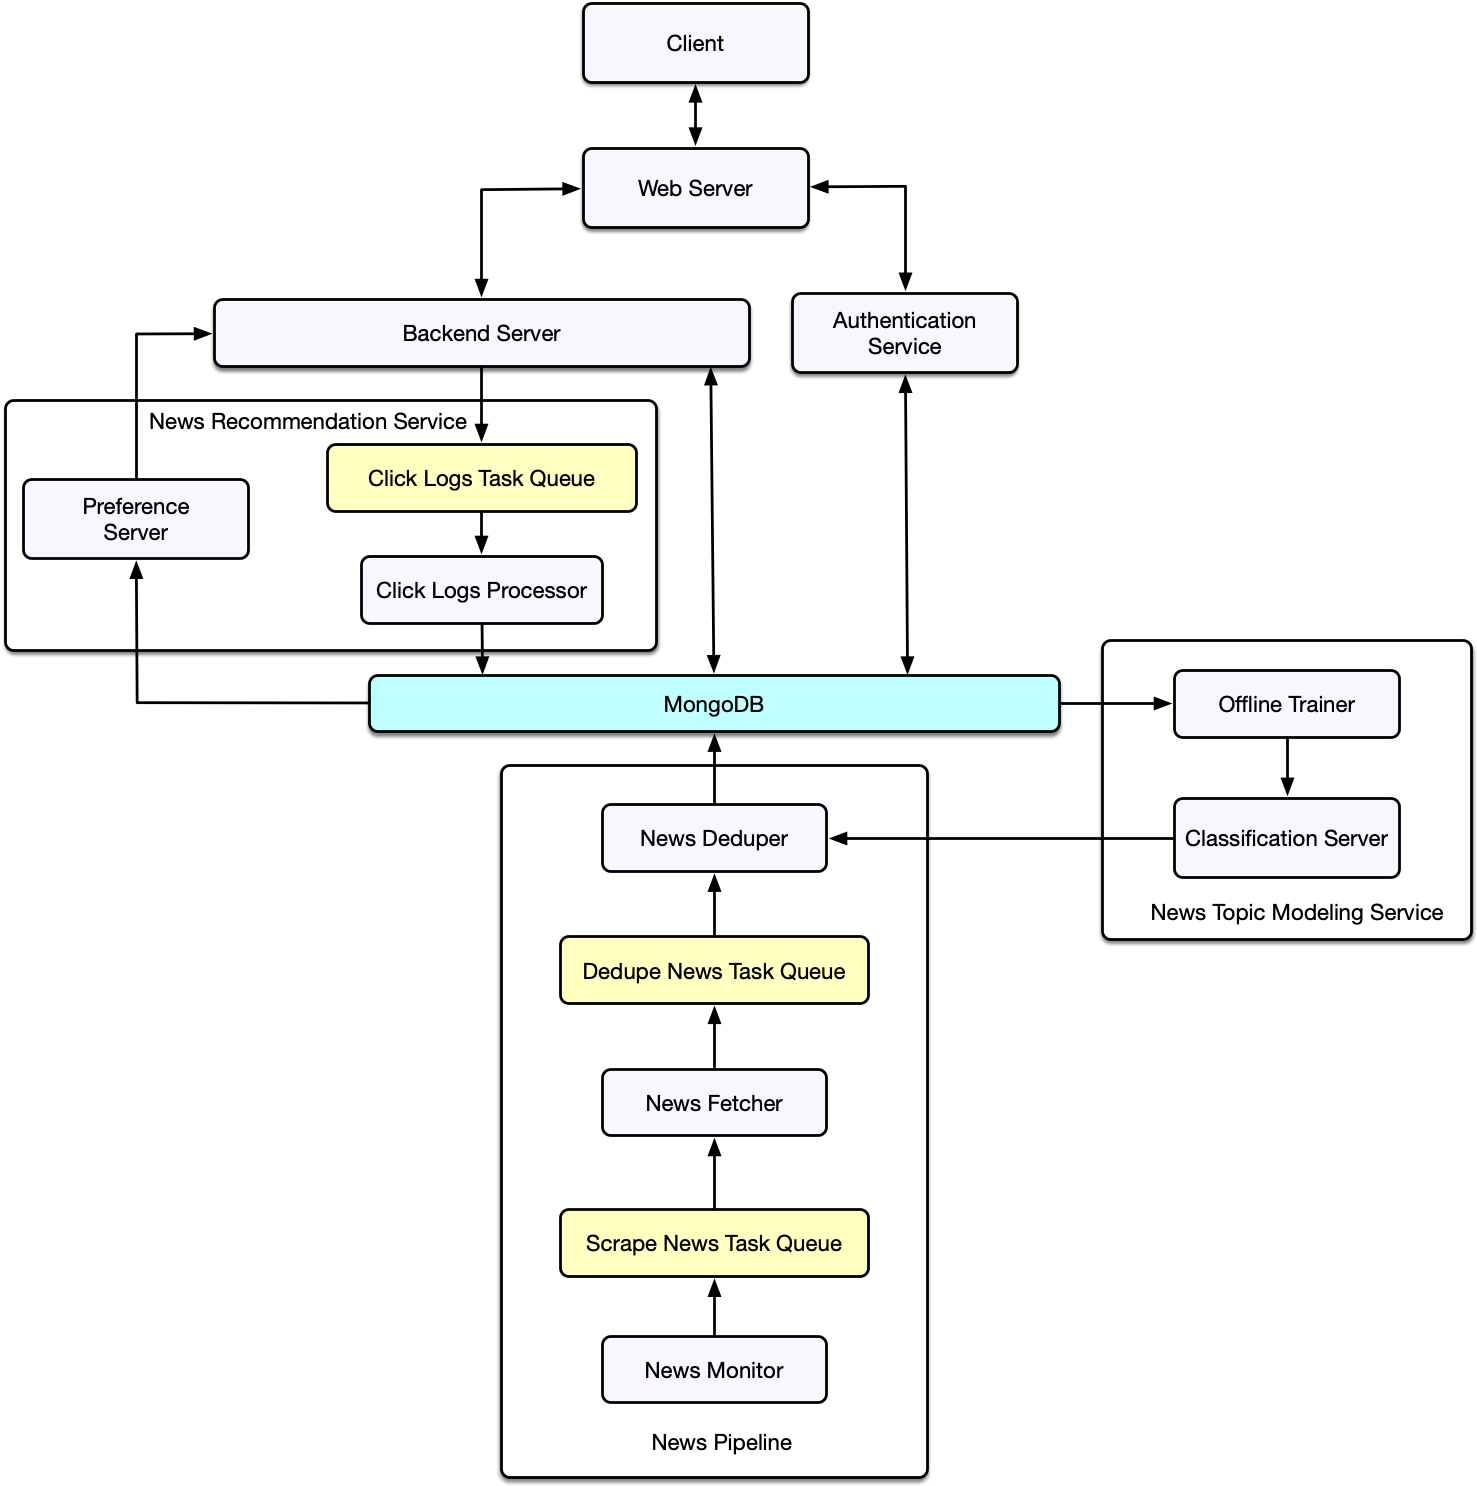 Client
Web Server
Backend Server
Authentication
Service
News Recommendation Service
Click Logs Task Queue
Preference
Server
Click Logs Processor
MongoDB
Offline Trainer
News Deduper
Classification Server
News Topic Modeling Service
Dedupe News Task Queue
News Fetcher
Scrape News Task Queue
News Monitor
News Pipeline